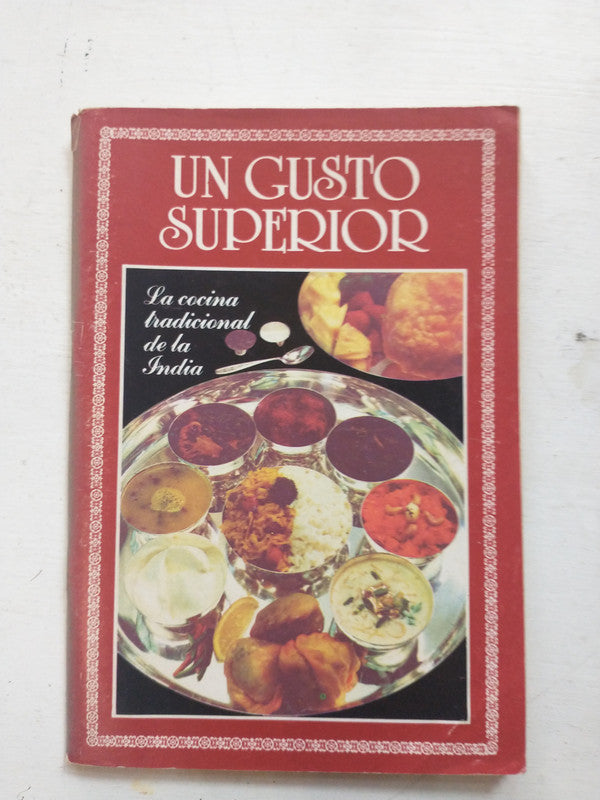 UN GUSTO
SUPERIOR
La cocina
tradicional
de la
India